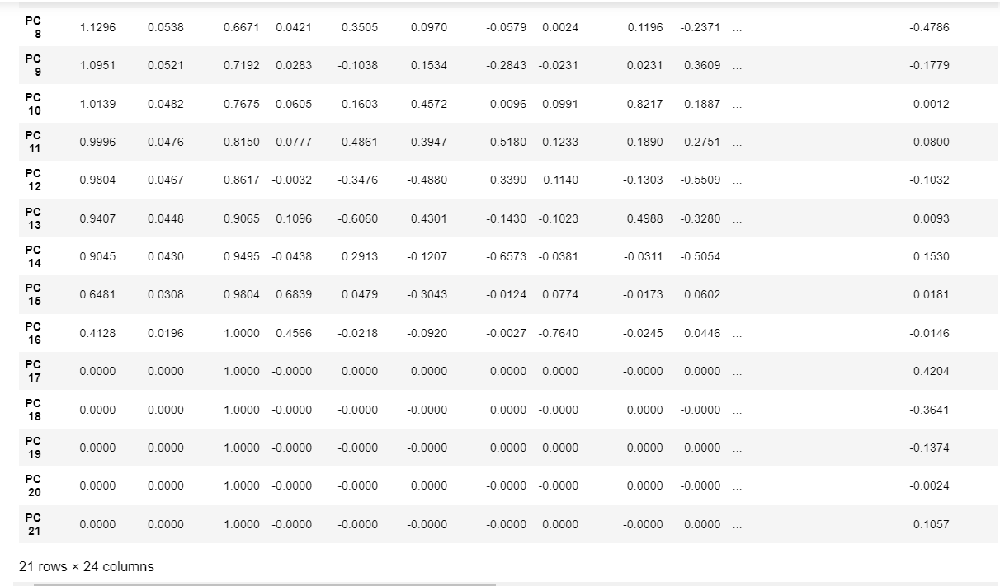 PC 8 1.1296 0.0538 0.6671 0.0421 0.3505 0.0970 -0.0579 0.0024 0.1196 -0.2371 ... -0.4786
PC 9 1.0951 0.0521 0.7192 0.0283 -0.1038 0.1534 -0.2843 -0.0231 0.0231 0.3609 ... -0.1779
PC 10 1.0139 0.0482 0.7675 -0.0605 0.1603 -0.4572 0.0096 0.0991 0.8217 0.1887 ... 0.0012
PC 11 0.9996 0.0476 0.8150 0.0777 0.4861 0.3947 0.5180 -0.1233 0.1890 -0.2751 ... 0.0800
PC 12 0.9804 0.0467 0.8617 -0.0032 -0.3476 -0.4880 0.3390 0.1140 -0.1303 -0.5509 ... -0.1032
PC 13 0.9407 0.0448 0.9065 0.1096 -0.6060 0.4301 -0.1430 -0.1023 0.4988 -0.3280 ... 0.0093
PC 14 0.9045 0.0430 0.9495 -0.0438 0.2913 -0.1207 -0.6573 -0.0381 -0.0311 -0.5054 ... 0.1530
PC 15 0.6481 0.0308 0.9804 0.6839 0.0479 -0.3043 -0.0124 0.0774 -0.0173 0.0602 ... 0.0181
PC 16 0.4128 0.0196 1.0000 0.4566 -0.0218 -0.0920 -0.0027 -0.7640 -0.0245 0.0446 ... -0.0146
PC 17 0.0000 0.0000 1.0000 -0.0000 0.0000 0.0000 0.0000 0.0000 -0.0000 0.0000 ... 0.4204
PC 18 0.0000 0.0000 1.0000 -0.0000 -0.0000 -0.0000 0.0000 -0.0000 0.0000 -0.0000 ... -0.3641
PC 19 0.0000 0.0000 1.0000 -0.0000 -0.0000 -0.0000 0.0000 0.0000 0.0000 0.0000 ... -0.1374
PC 20 0.0000 0.0000 1.0000 -0.0000 -0.0000 0.0000 -0.0000 -0.0000 0.0000 -0.0000 ... -0.0024
PC 21 0.0000 0.0000 1.0000 -0.0000 -0.0000 -0.0000 -0.0000 0.0000 -0.0000 0.0000 ... 0.1057
21 rows × 24 columns